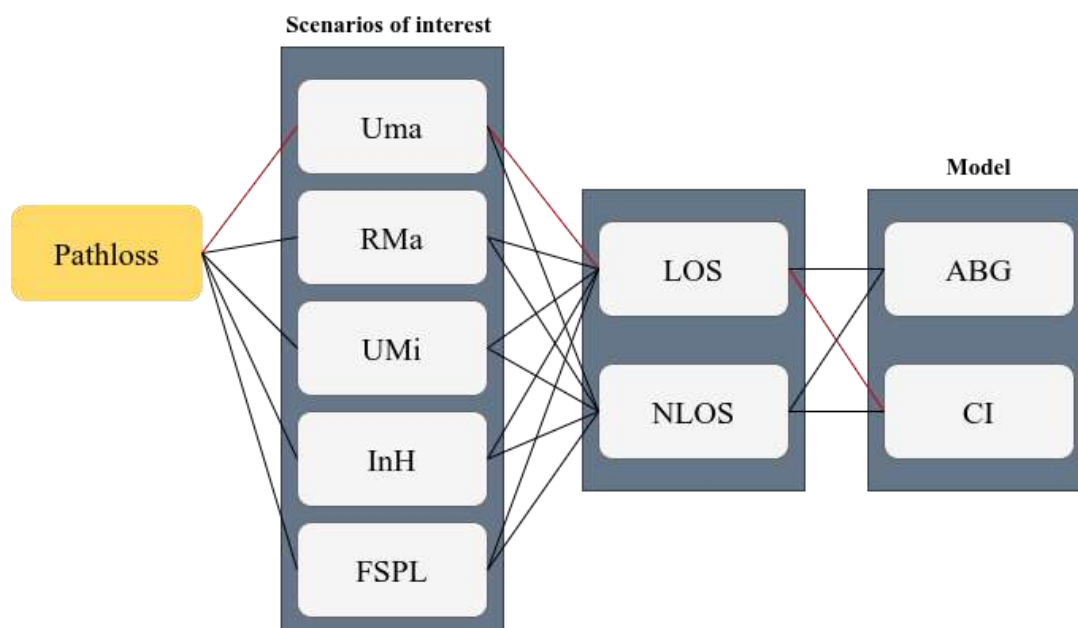 Scenarios of interest
Uma
Model
Pathloss
RMa
LOS
ABG
UMi
NLOS
CI
InH
FSPL